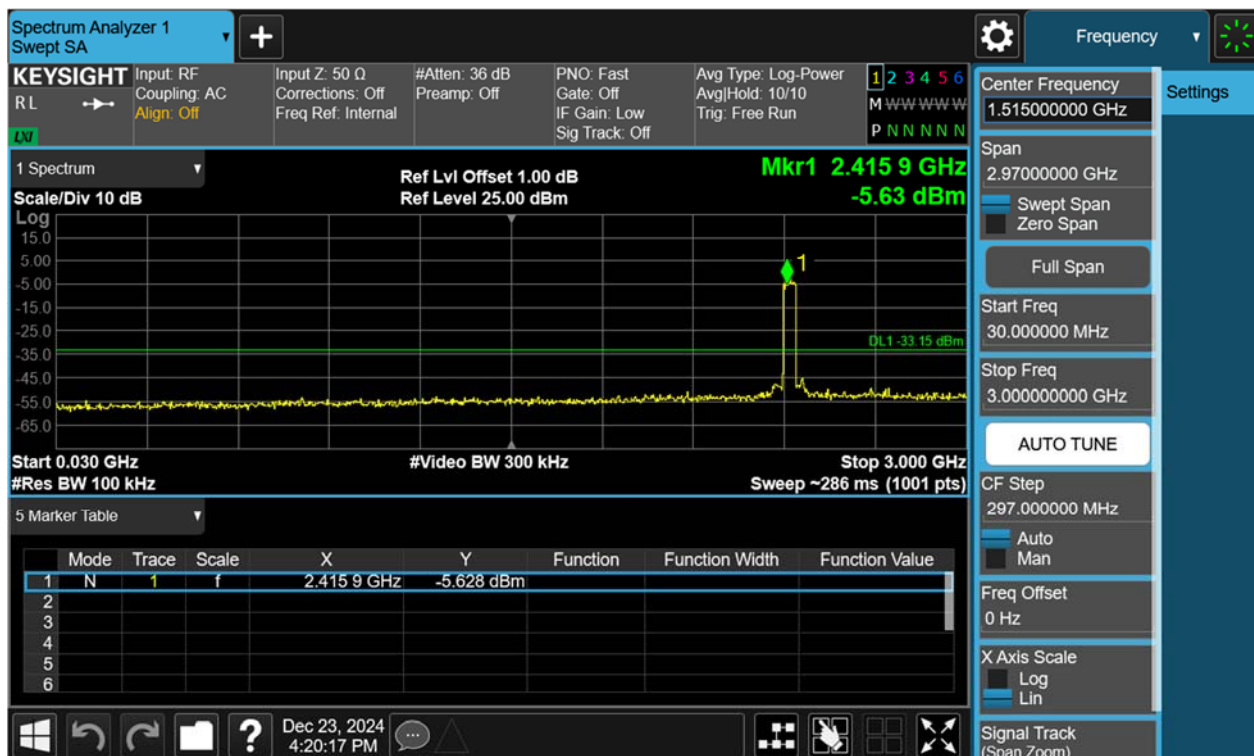 Spectrum Analyzer 1
Swept SA
+
Frequency
KEYSIGHT
R L
LXI
Input: RF
Coupling: AC
Align: Off
Input Z: 50 Ω
Corrections: Off
Freq Ref: Internal
#Atten: 36 dB
Preamp: Off
PNO: Fast
Gate: Off
IF Gain: Low
Sig Track: Off
Avg Type: Log-Power
Avg|Hold: 10/10
Trig: Free Run
1 2 3 4 5 6
M W W W W W
P N N N N N
1 Spectrum
Scale/Div 10 dB
Ref Lvl Offset 1.00 dB
Ref Level 25.00 dBm
Mkr1 2.415 9 GHz
-5.63 dBm
Log
15.0
5.00
-5.00
-15.0
-25.0
-35.0
-45.0
-55.0
-65.0
1
DL1 -33.15 dBm
Start 0.030 GHz
#Res BW 100 kHz
#Video BW 300 kHz
Stop 3.000 GHz
Sweep ~286 ms (1001 pts)
5 Marker Table
Mode Trace Scale X Y Function Function Width Function Value
1 N 1 f 2.415 9 GHz -5.628 dBm
2
3
4
5
6
Dec 23, 2024
4:20:17 PM
Center Frequency
1.515000000 GHz
Settings
Span
2.97000000 GHz
Swept Span
Zero Span
Full Span
Start Freq
30.000000 MHz
Stop Freq
3.000000000 GHz
AUTO TUNE
CF Step
297.000000 MHz
Auto
Man
Freq Offset
0 Hz
X Axis Scale
Log
Lin
Signal Track
(Span Zoom)